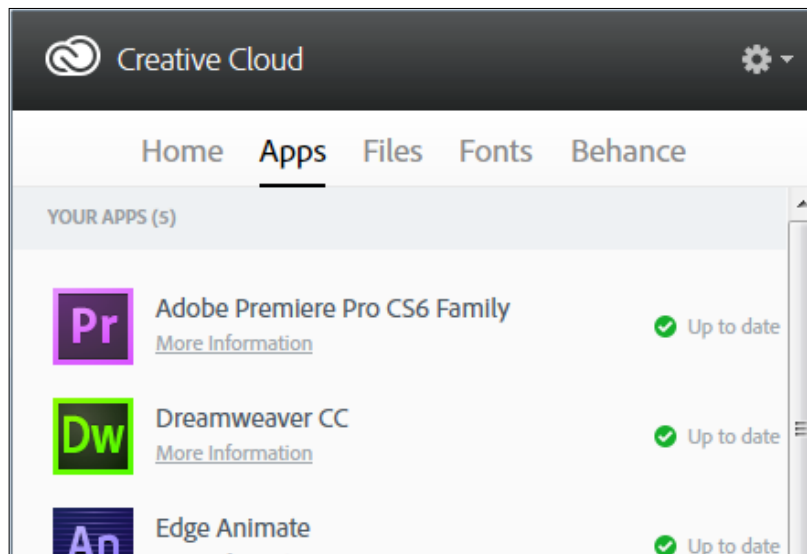 Creative Cloud
Home Apps Files Fonts Behance
YOUR APPS (5)
Pr
Adobe Premiere Pro CS6 Family
More Information
Up to date
Dw
Dreamweaver CC
More Information
Up to date
An
Edge Animate
Up to date